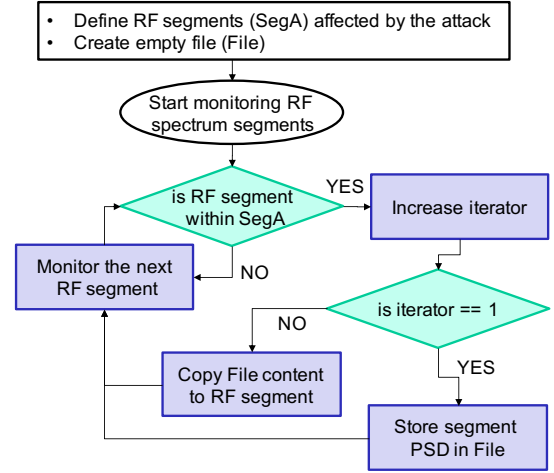 • Define RF segments (SegA) affected by the attack
• Create empty file (File)
Start monitoring RF
spectrum segments
is RF segment
within SegA
YES
Increase iterator
NO
Monitor the next
RF segment
is iterator == 1
NO
YES
Copy File content
to RF segment
Store segment
PSD in File